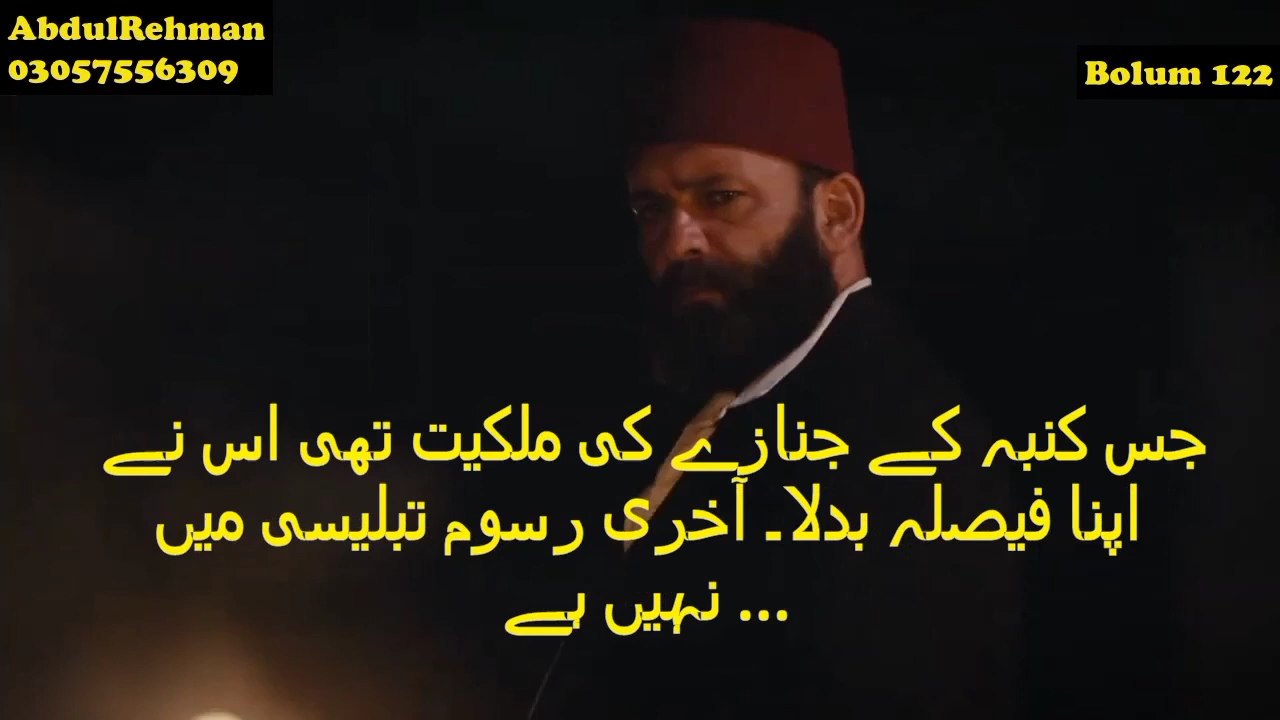 AbdulRehman
03057556309
Bolum 122
جس کنبہ کے جنازے کی ملکیت تھی اس نے
اپنا فیصلہ بدلا۔ آخری رسوم تبلیسی میں
نہیں ہے ...